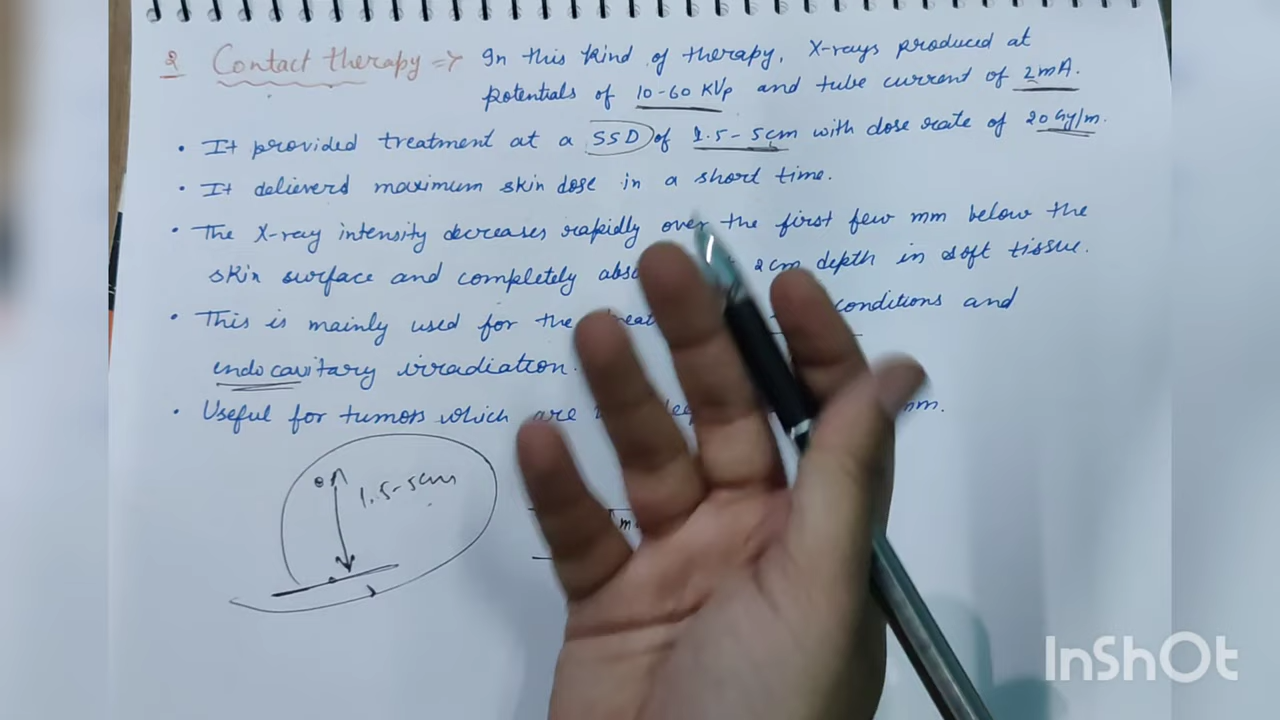 2 Contact therapy => In this kind of therapy, X-rays produced at
potentials of 10-60 KVp and tube current of 2mA.
• It provided treatment at a SSD of 1.5-5cm with dose rate of 20Gy/m.
• It delieverd maximum skin dose in a short time.
• The X-ray intensity decreases rapidly over the first few mm below the
skin surface and completely 2cm depth in soft tissue.
• This is mainly used for the conditions and
endocavitary irradiation.
• Useful for tumors which are mm.
1.5-5cm
InShOt